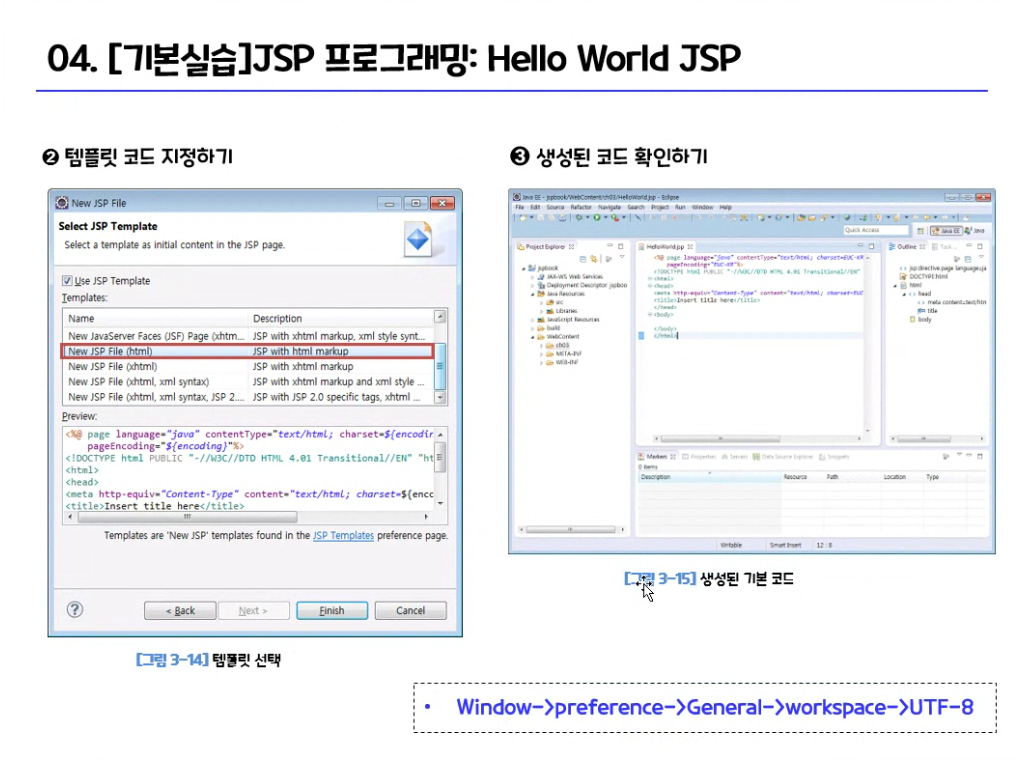 04. [기본실습]JSP 프로그래밍: Hello World JSP
❷ 템플릿 코드 지정하기
New JSP File
Select JSP Template
Select a template as initial content in the JSP page.
Use JSP Template
Templates:
Name Description
New JavaServer Faces (JSF) Page (xhtm... JSP with xhtml markup, xml style synt...
New JSP File (html) JSP with html markup
New JSP File (xhtml) JSP with xhtml markup
New JSP File (xhtml, xml syntax) JSP with xhtml markup and xml style ...
New JSP File (xhtml, xml syntax, JSP 2.... JSP with JSP 2.0 specific tags, xhtml ...
Preview:
<%@ page language="java" contentType="text/html; charset=${encodin
pageEncoding="${encoding}"%>
<!DOCTYPE html PUBLIC "-//W3C//DTD HTML 4.01 Transitional//EN" "ht
<html>
<head>
<meta http-equiv="Content-Type" content="text/html; charset=${encc
<title>Insert title here</title>
Templates are 'New JSP' templates found in the JSP Templates preference page.
? < Back Next > Finish Cancel
[그림 3-14] 템플릿 선택
❸ 생성된 코드 확인하기
Java EE - jspbook/WebContent/ch03/HelloWorld.jsp - Eclipse
File Edit Source Refactor Navigate Search Project Run Window Help
Quick Access
Java EE Java
Project Explorer
jspbook
JAX-WS Web Services
Deployment Descriptor: jspboo
Java Resources
src
Libraries
JavaScript Resources
build
WebContent
ch03
META-INF
WEB-INF
HelloWorld.jsp
<%@ page language="java" contentType="text/html; charset=EUC-KR
pageEncoding="EUC-KR"%>
<!DOCTYPE html PUBLIC "-//W3C//DTD HTML 4.01 Transitional//EN"
<html>
<head>
<meta http-equiv="Content-Type" content="text/html; charset=EUC
<title>Insert title here</title>
</head>
<body>
</body>
</html>
Outline Task...
jsp:directive.page language=ja
DOCTYPE:html
html
head
meta content=text/htm
title
body
Markers Properties Servers Data Source Explorer Snippets
0 items
Description Resource Path Location Type
Writable Smart Insert 12 : 8
[그림 3-15] 생성된 기본 코드
• Window->preference->General->workspace->UTF-8